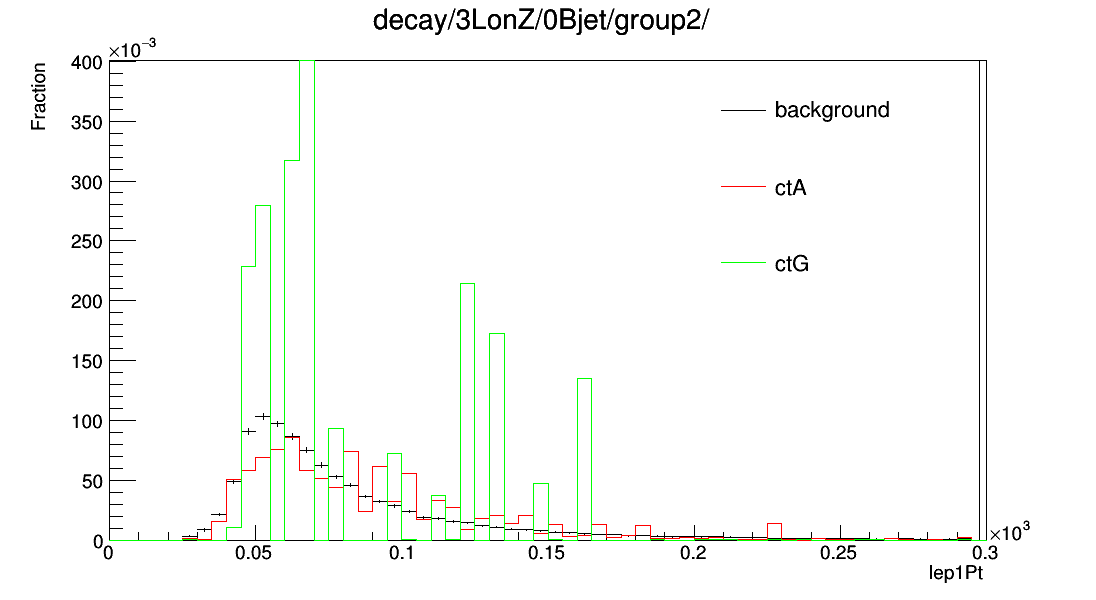 decay/3LonZ/0Bjet/group2/
×10⁻³
Fraction
400
350
300
250
200
150
100
50
0
background
ctA
ctG
0 0.05 0.1 0.15 0.2 0.25 0.3
×10³
lep1Pt